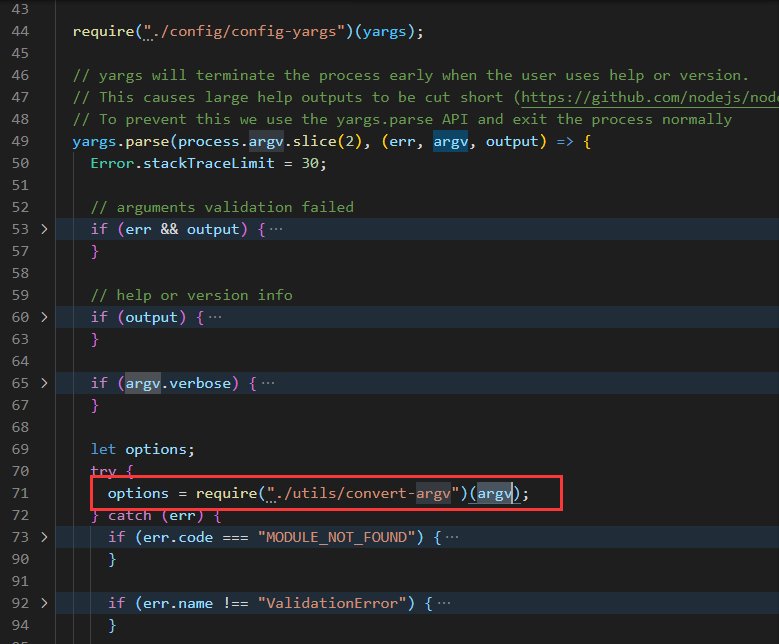 43
44 require("./config/config-yargs")(yargs);
45
46 // yargs will terminate the process early when the user uses help or version.
47 // This causes large help outputs to be cut short (https://github.com/nodejs/node
48 // To prevent this we use the yargs.parse API and exit the process normally
49 yargs.parse(process.argv.slice(2), (err, argv, output) => {
50 Error.stackTraceLimit = 30;
51
52 // arguments validation failed
53 > if (err && output) {⋯
57 }
58
59 // help or version info
60 > if (output) {⋯
63 }
64
65 > if (argv.verbose) {⋯
67 }
68
69 let options;
70 try {
71 options = require("./utils/convert-argv")(argv);
72 } catch (err) {
73 > if (err.code === "MODULE_NOT_FOUND") {⋯
90 }
91
92 > if (err.name !== "ValidationError") {⋯
94 }